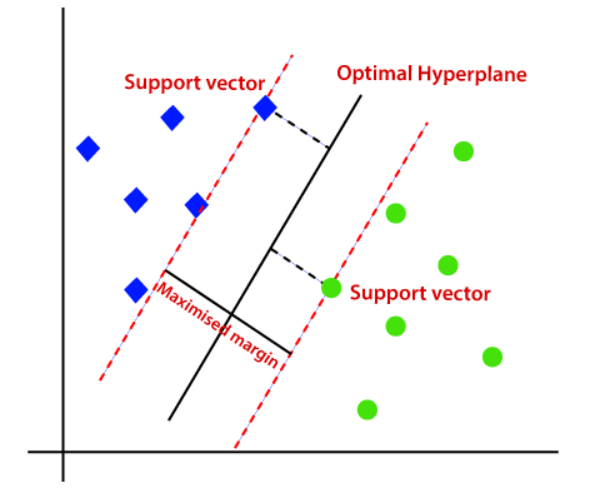 Optimal Hyperplane
Support vector
Support vector
Maximised margin